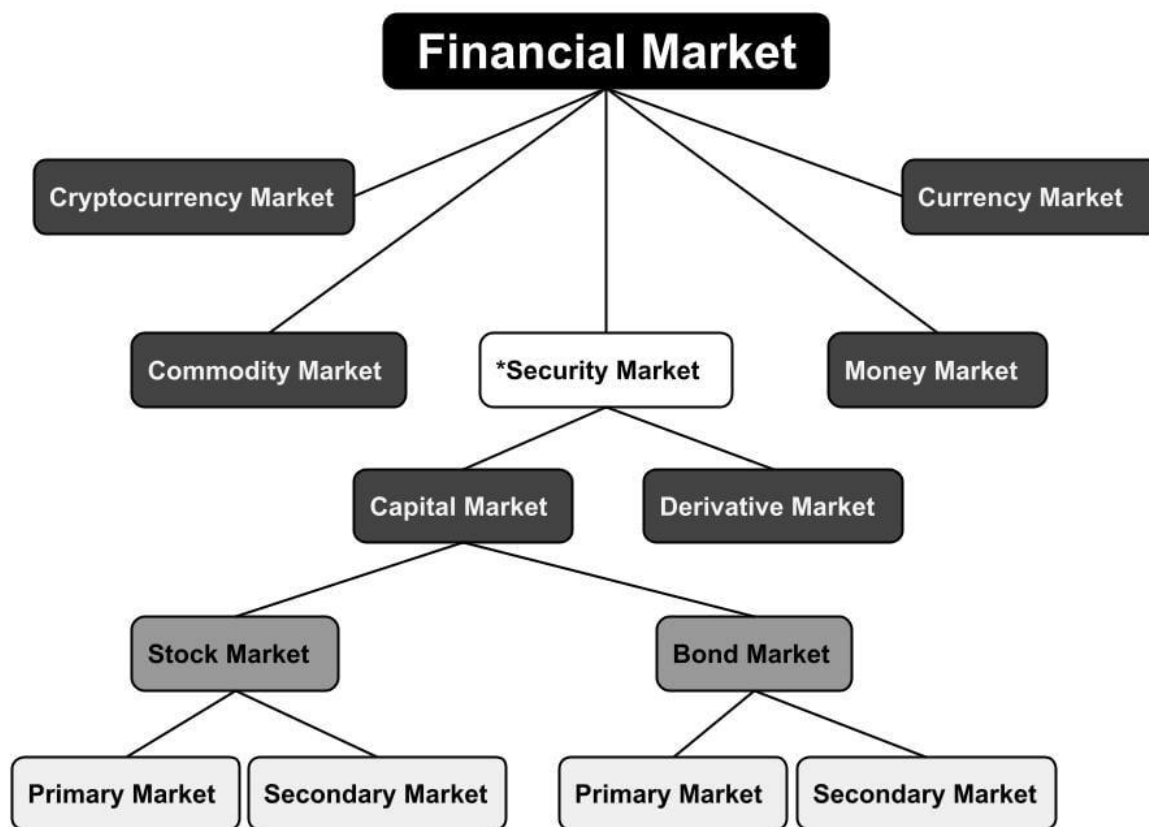 Financial Market
Cryptocurrency Market
Currency Market
Commodity Market
*Security Market
Money Market
Capital Market
Derivative Market
Stock Market
Bond Market
Primary Market
Secondary Market
Primary Market
Secondary Market